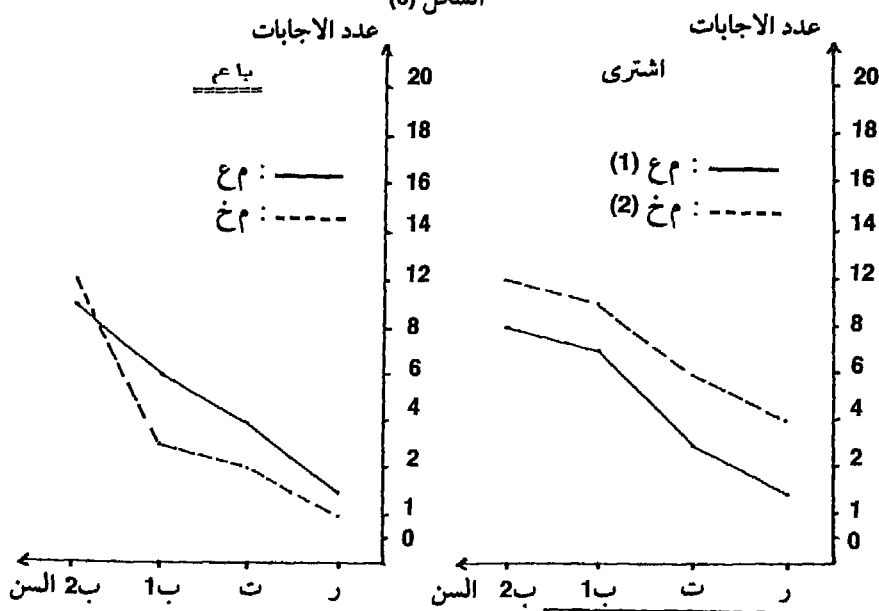 الشكل (6)
عدد الاجابات
اشترى
م ع (1) :
م خ (2) :
20
18
16
14
12
8
6
4
2
1
0
ر
ت
ب1
ب2
السن
عدد الاجابات
باع
م ع :
م خ :
20
18
16
14
12
8
6
4
2
1
0
ر
ت
ب1
ب2
السن